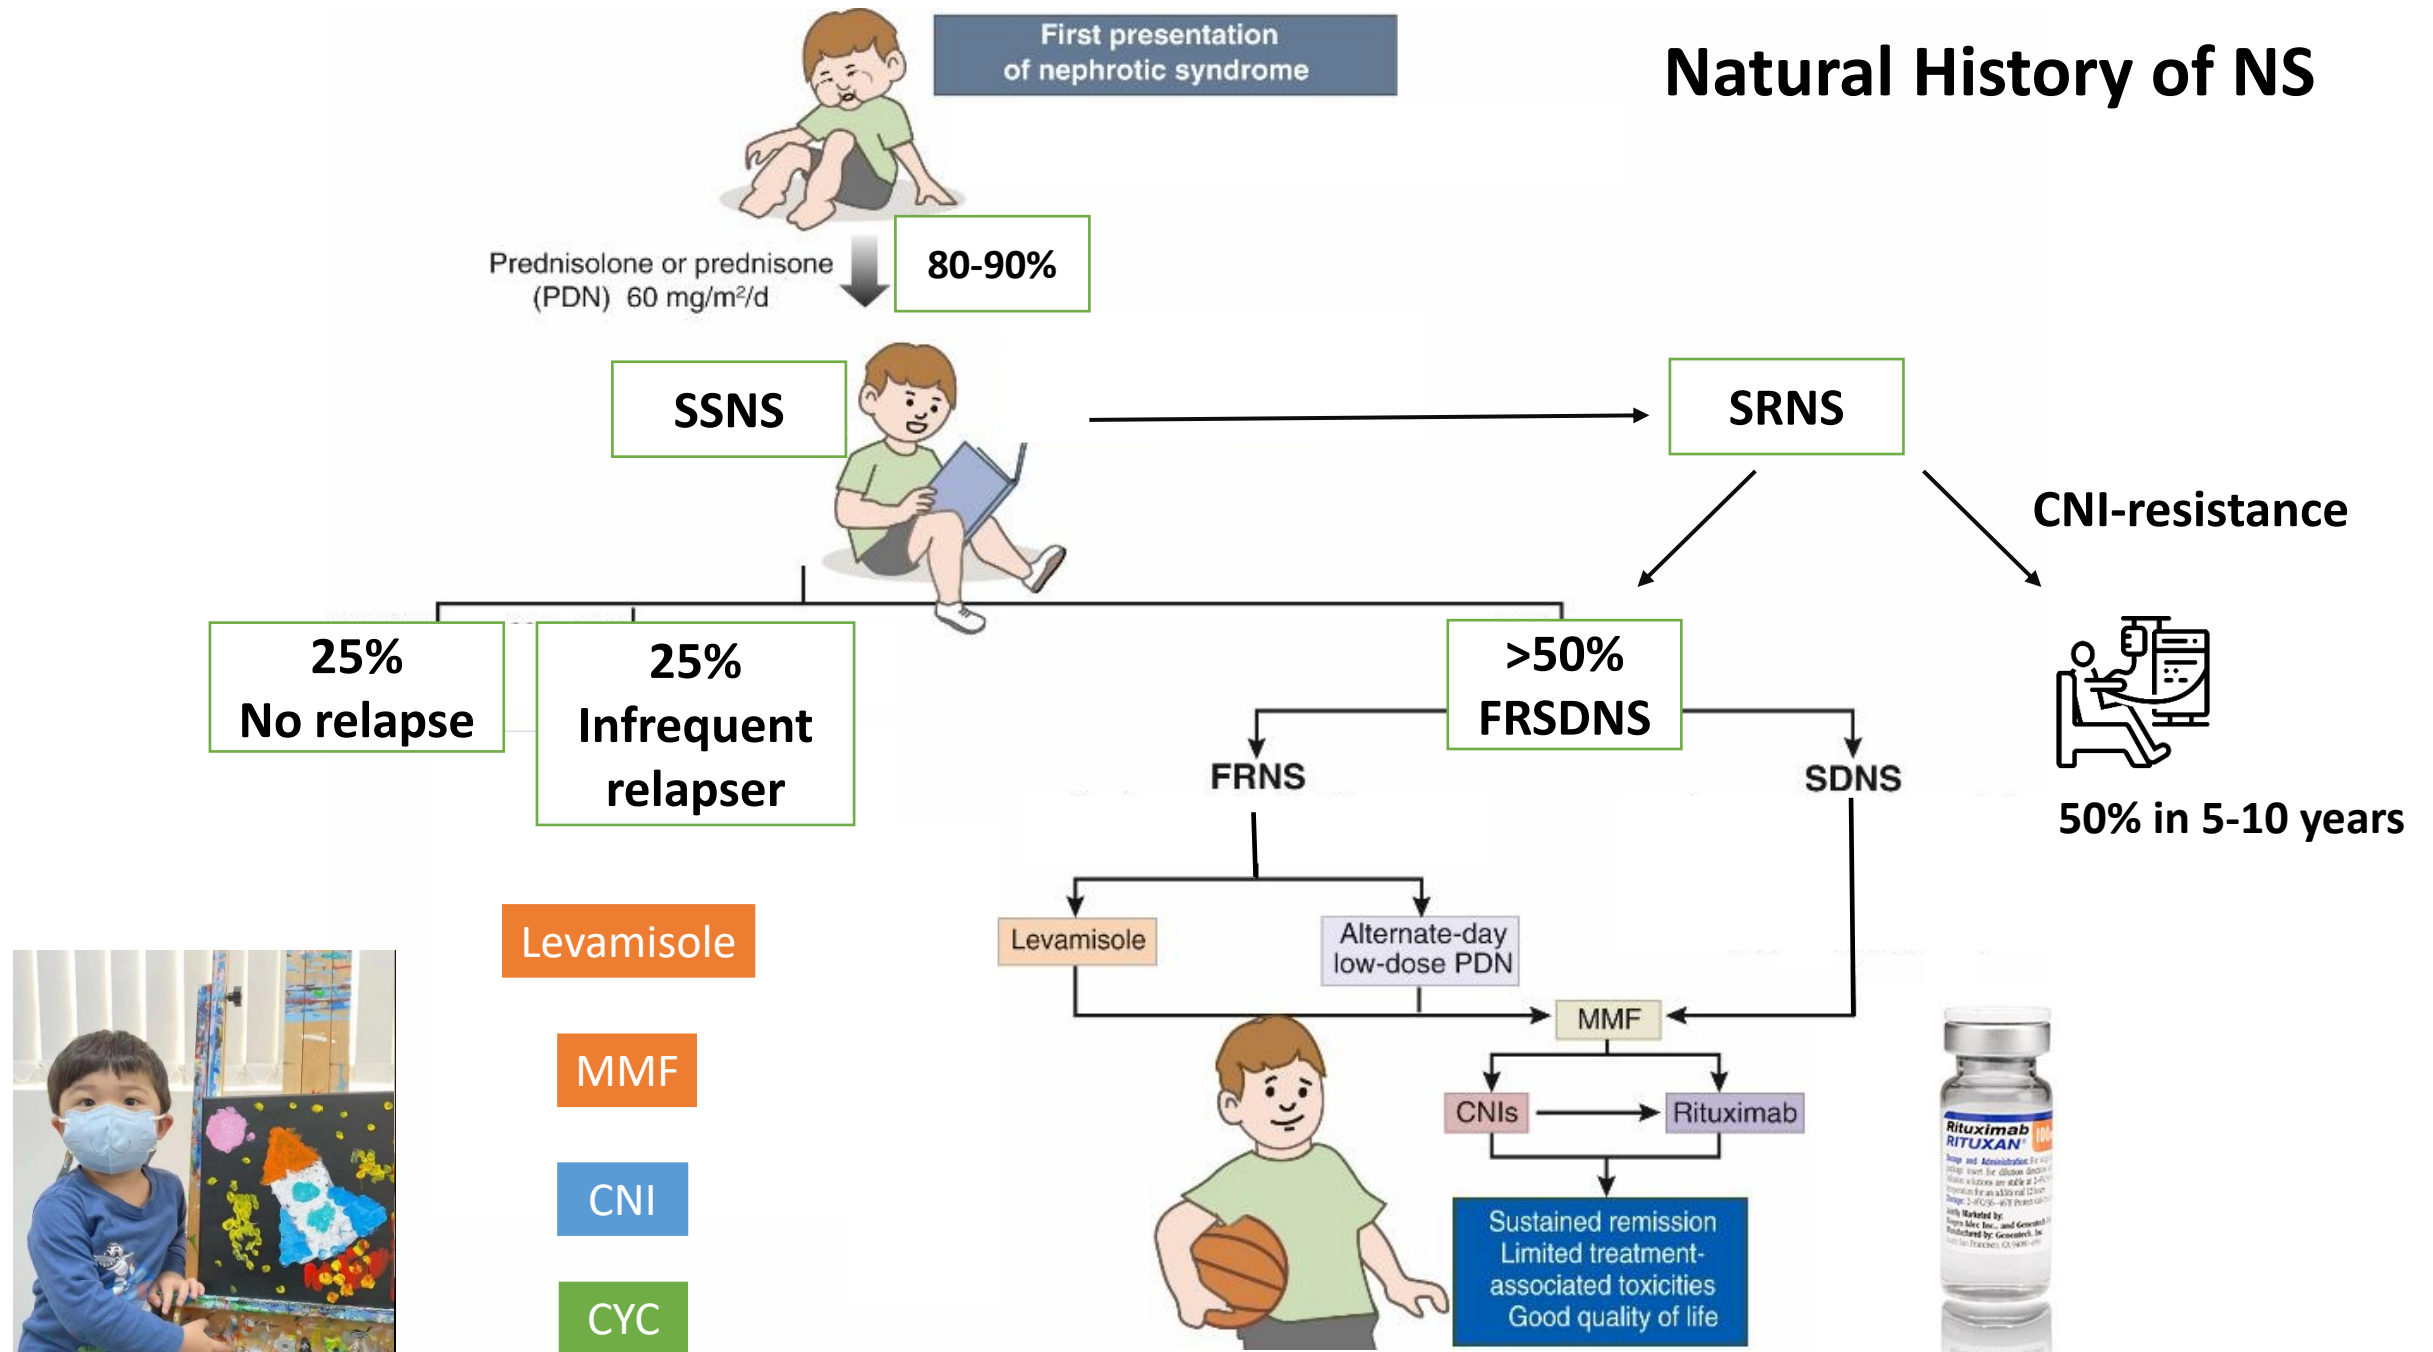 First presentation
of nephrotic syndrome
Natural History of NS
Prednisolone or prednisone
(PDN) 60 mg/m²/d
80-90%
SSNS
SRNS
CNI-resistance
25%
No relapse
25%
Infrequent
relapser
>50%
FRSDNS
FRNS
SDNS
50% in 5-10 years
Levamisole
MMF
CNI
CYC
Levamisole
Alternate-day
low-dose PDN
MMF
CNIs
Rituximab
Sustained remission
Limited treatment-
associated toxicities
Good quality of life
Rituximab
RITUXAN®